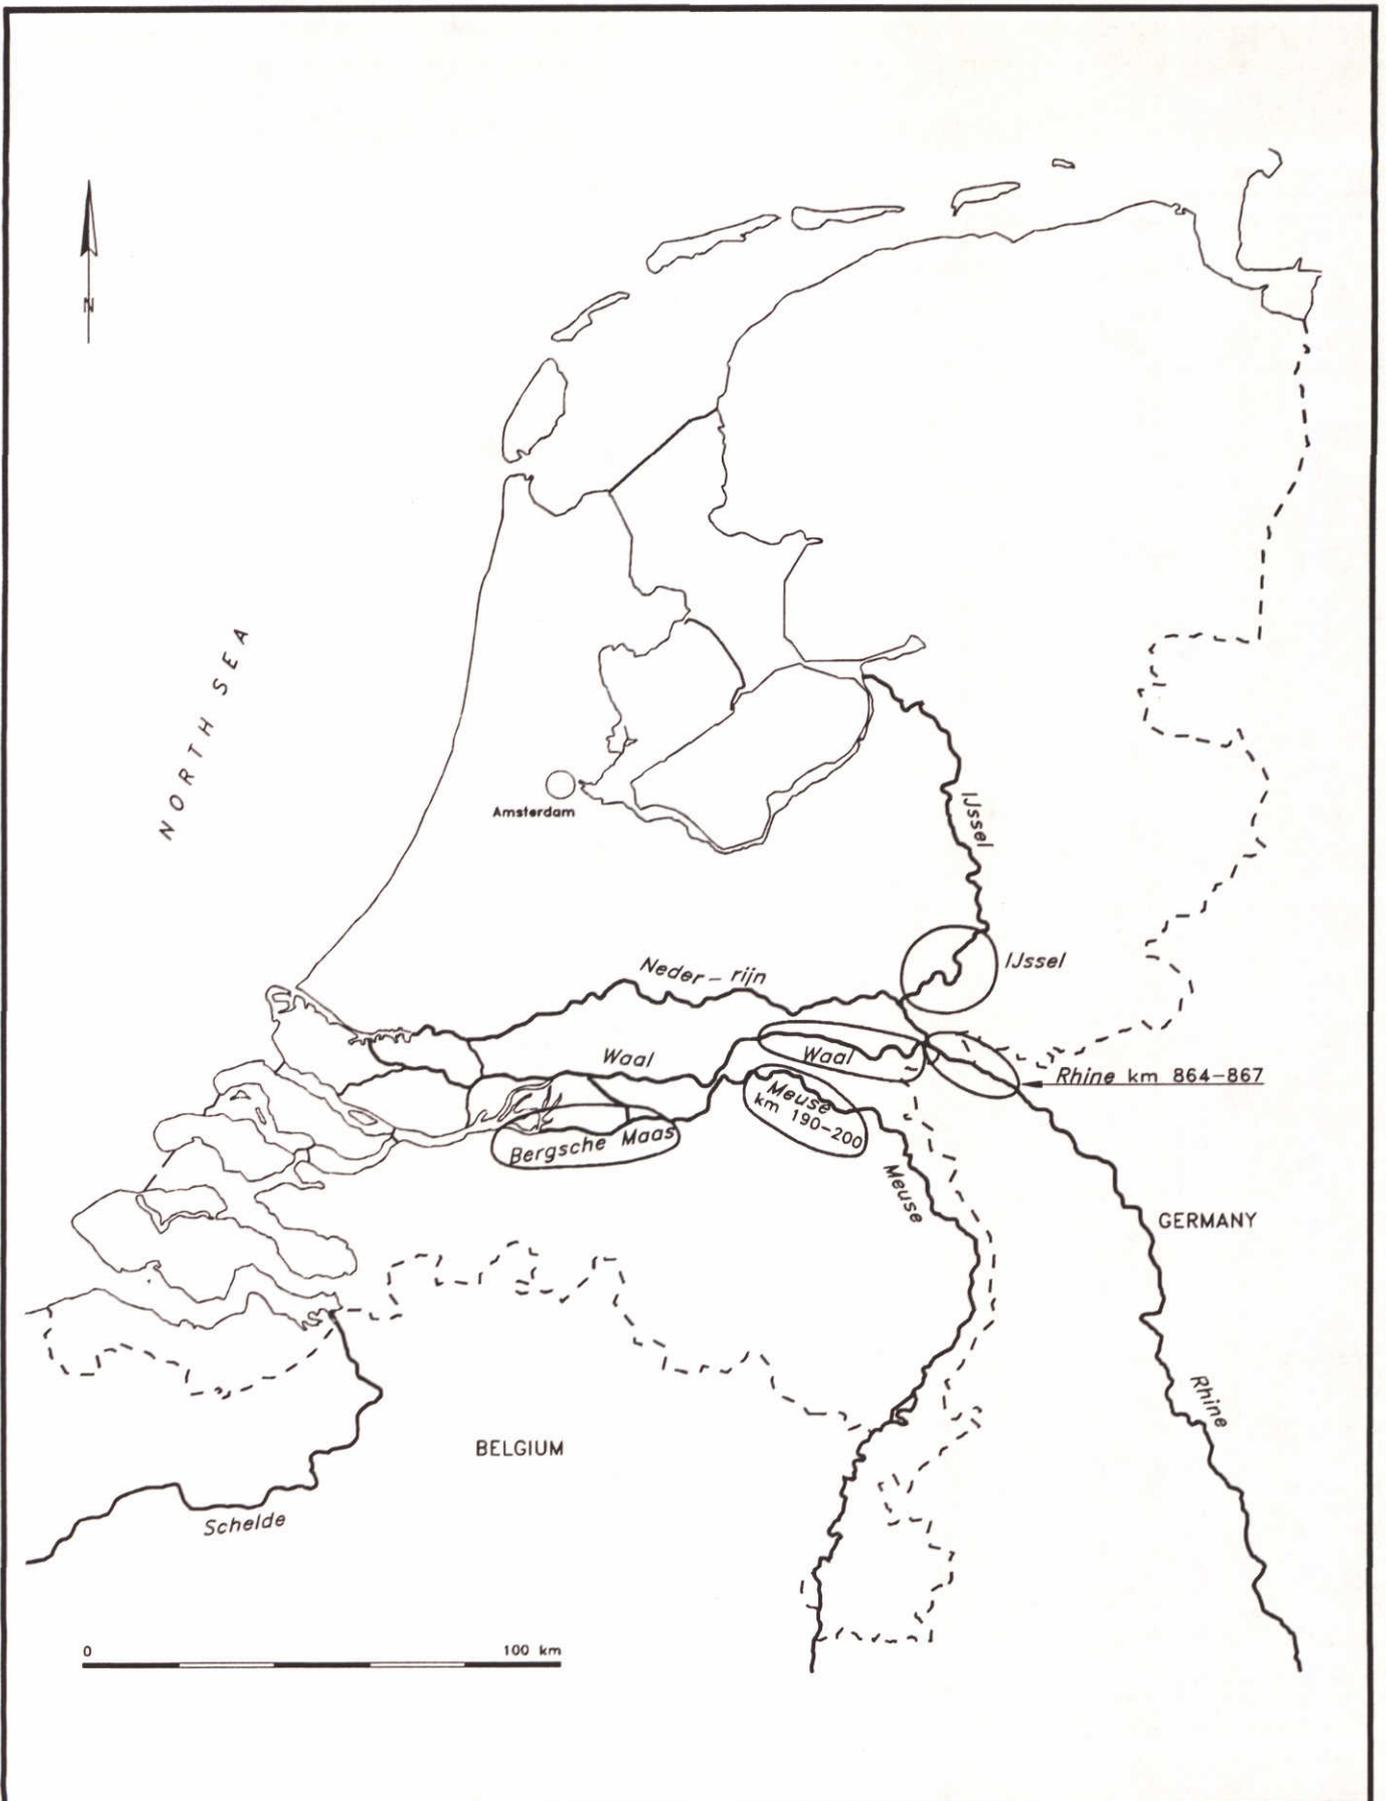 N
NORTH SEA
Amsterdam
IJssel
IJssel
Neder-rijn
Waal
Waal
Rhine km 864-867
Meuse
km 190-200
Bergsche Maas
Meuse
GERMANY
Rhine
BELGIUM
Schelde
0 100 km